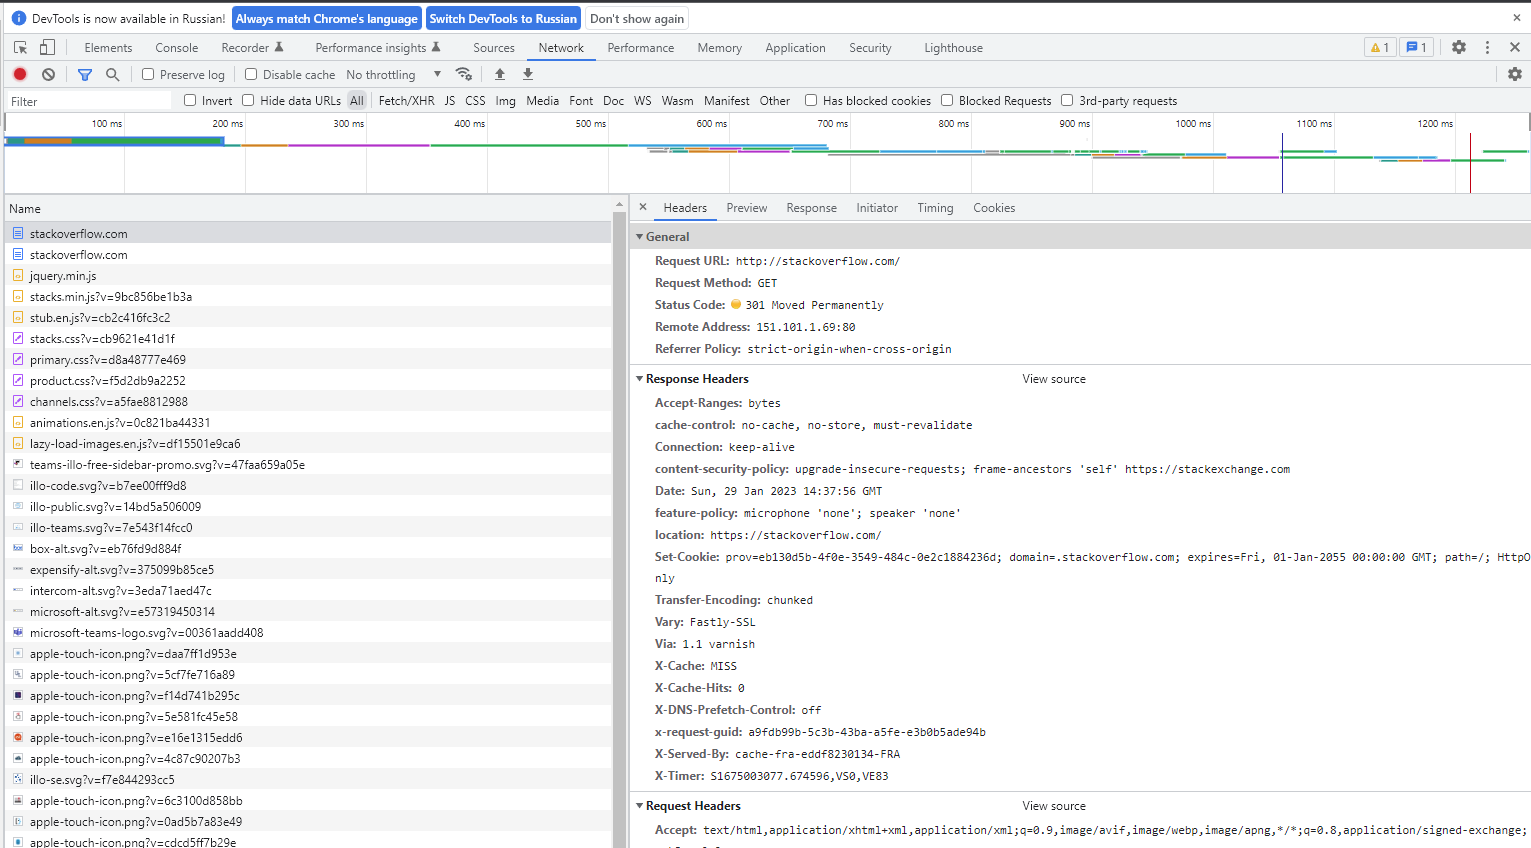 DevTools is now available in Russian! Always match Chrome's language Switch DevTools to Russian Don't show again
Elements Console Recorder Performance insights Sources Network Performance Memory Application Security Lighthouse 1 1
Preserve log Disable cache No throttling
Filter Invert Hide data URLs All Fetch/XHR JS CSS Img Media Font Doc WS Wasm Manifest Other Has blocked cookies Blocked Requests 3rd-party requests
100 ms 200 ms 300 ms 400 ms 500 ms 600 ms 700 ms 800 ms 900 ms 1000 ms 1100 ms 1200 ms
Name
stackoverflow.com
stackoverflow.com
jquery.min.js
stacks.min.js?v=9bc856be1b3a
stub.en.js?v=cb2c416fc3c2
stacks.css?v=cb9621e41d1f
primary.css?v=d8a48777e469
product.css?v=f5d2db9a2252
channels.css?v=a5fae8812988
animations.en.js?v=0c821ba44331
lazy-load-images.en.js?v=df15501e9ca6
teams-illo-free-sidebar-promo.svg?v=47faa659a05e
illo-code.svg?v=b7ee00fff9d8
illo-public.svg?v=14bd5a506009
illo-teams.svg?v=7e543f14fcc0
box-alt.svg?v=eb76fd9d884f
expensify-alt.svg?v=375099b85ce5
intercom-alt.svg?v=3eda71aed47c
microsoft-alt.svg?v=e57319450314
microsoft-teams-logo.svg?v=00361aadd408
apple-touch-icon.png?v=daa7ff1d953e
apple-touch-icon.png?v=5cf7fe716a89
apple-touch-icon.png?v=f14d741b295c
apple-touch-icon.png?v=5e581fc45e58
apple-touch-icon.png?v=e16e1315edd6
apple-touch-icon.png?v=4c87c90207b3
illo-se.svg?v=f7e844293cc5
apple-touch-icon.png?v=6c3100d858bb
apple-touch-icon.png?v=0ad5b7a83e49
apple-touch-icon.png?v=cdcd5ff7b29e
Headers Preview Response Initiator Timing Cookies
General
Request URL: http://stackoverflow.com/
Request Method: GET
Status Code: 301 Moved Permanently
Remote Address: 151.101.1.69:80
Referrer Policy: strict-origin-when-cross-origin
Response Headers View source
Accept-Ranges: bytes
cache-control: no-cache, no-store, must-revalidate
Connection: keep-alive
content-security-policy: upgrade-insecure-requests; frame-ancestors 'self' https://stackexchange.com
Date: Sun, 29 Jan 2023 14:37:56 GMT
feature-policy: microphone 'none'; speaker 'none'
location: https://stackoverflow.com/
Set-Cookie: prov=eb130d5b-4f0e-3549-484c-0e2c1884236d; domain=.stackoverflow.com; expires=Fri, 01-Jan-2055 00:00:00 GMT; path=/; HttpO
nly
Transfer-Encoding: chunked
Vary: Fastly-SSL
Via: 1.1 varnish
X-Cache: MISS
X-Cache-Hits: 0
X-DNS-Prefetch-Control: off
x-request-guid: a9fdb99b-5c3b-43ba-a5fe-e3b0b5ade94b
X-Served-By: cache-fra-eddf8230134-FRA
X-Timer: S1675003077.674596,VS0,VE83
Request Headers View source
Accept: text/html,application/xhtml+xml,application/xml;q=0.9,image/avif,image/webp,image/apng,*/*;q=0.8,application/signed-exchange;